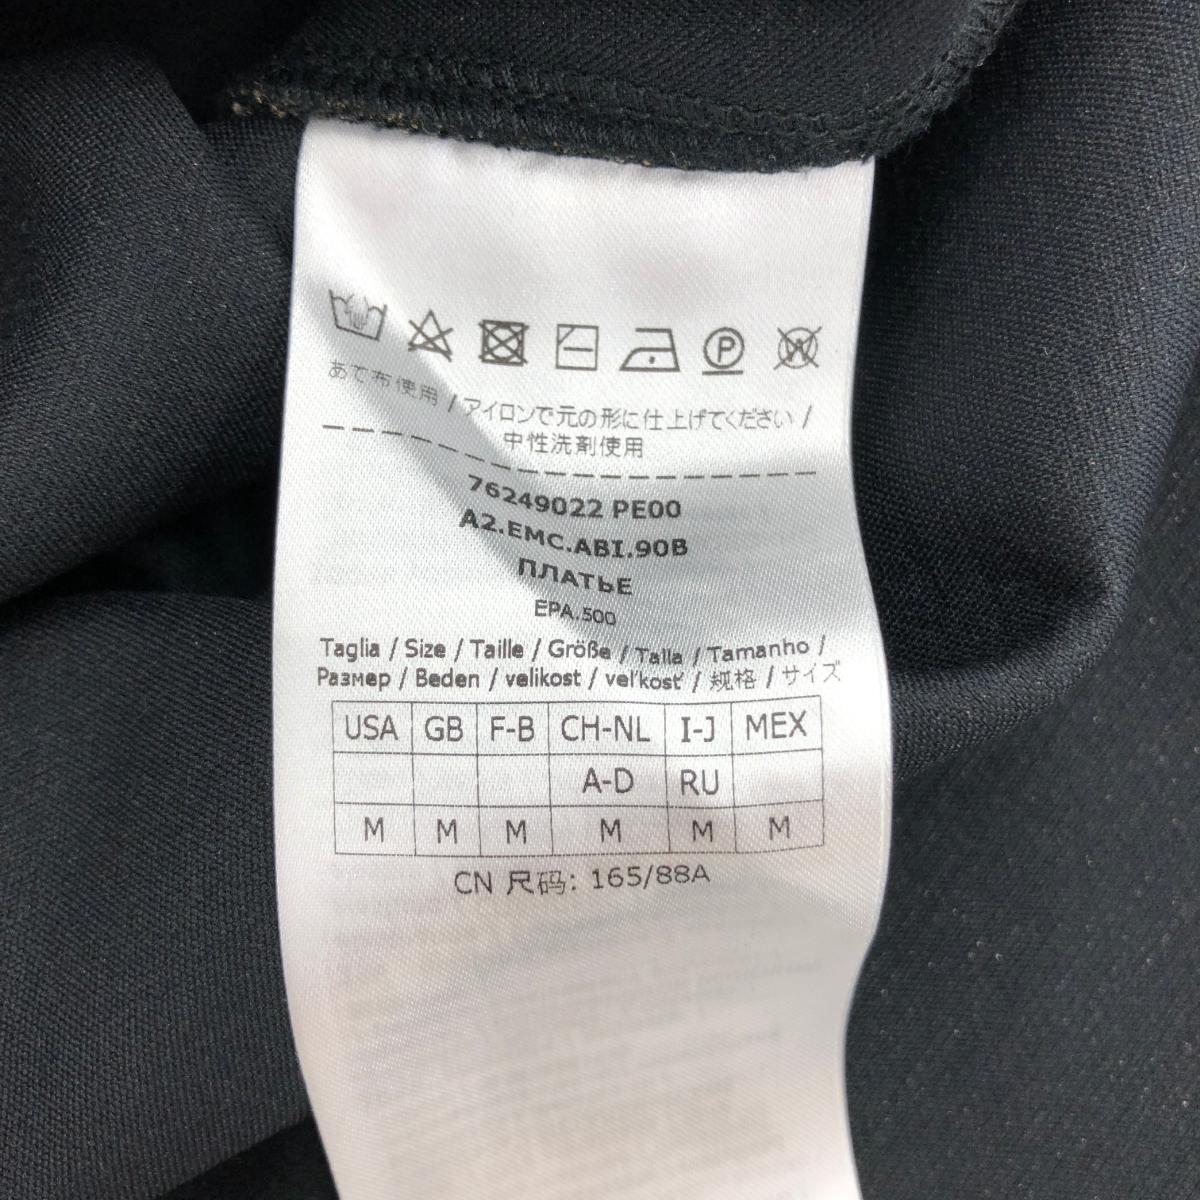 P W
あて布使用 / アイロンで元の形に仕上げてください /
中性洗剤使用
76249022 PE00
A2.EMC.ABI.90B
ПЛАТЬЕ
EPA.500
Taglia / Size / Taille / Größe / Talla / Tamanho /
Размер / Beden / velikost / veľkosť / 规格 / サイズ
USA GB F-B CH-NL I-J MEX
A-D RU
M M M M M M
CN 尺码: 165/88A